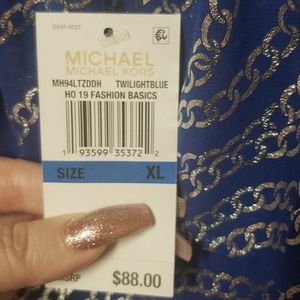 S435-0027
MICHAEL
MICHAEL KORS
MH94LTZDDH TWILIGHTBLUE
HO 19 FASHION BASICS
1 93599 35372 2
SIZE XL
MSRP $88.00